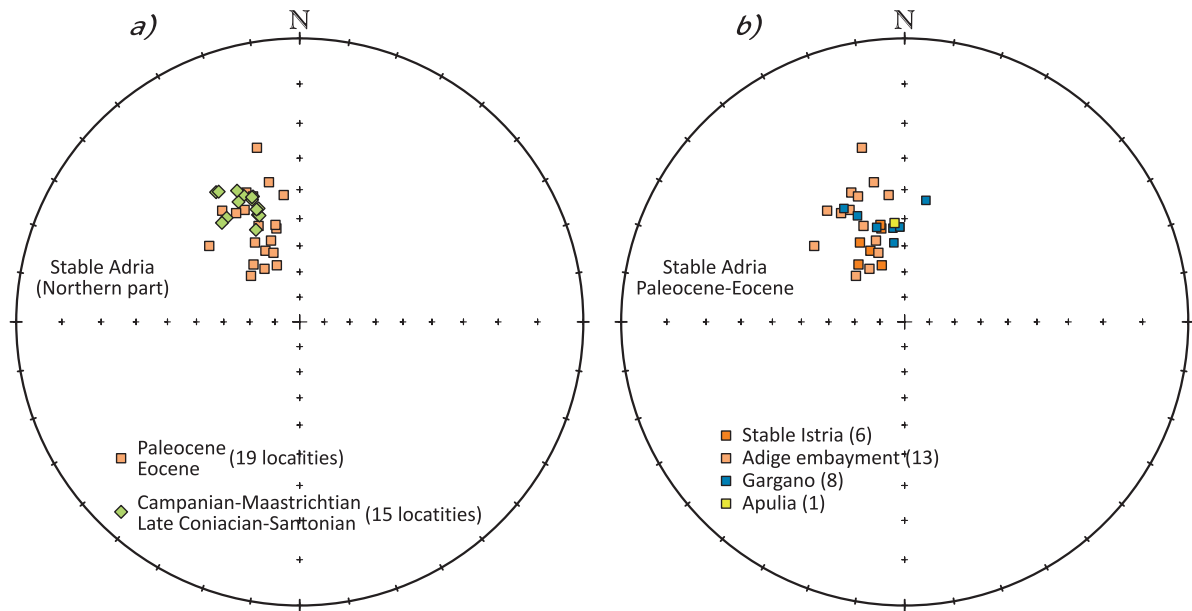 a)
N
Stable Adria
(Northern part)
Paleocene
Eocene
(19 locatities)
Campanian-Maastrichtian
Late Coniacian-Santonian
(15 locatities)
b)
N
Stable Adria
Paleocene-Eocene
Stable Istria (6)
Adige embayment (13)
Gargano (8)
Apulia (1)